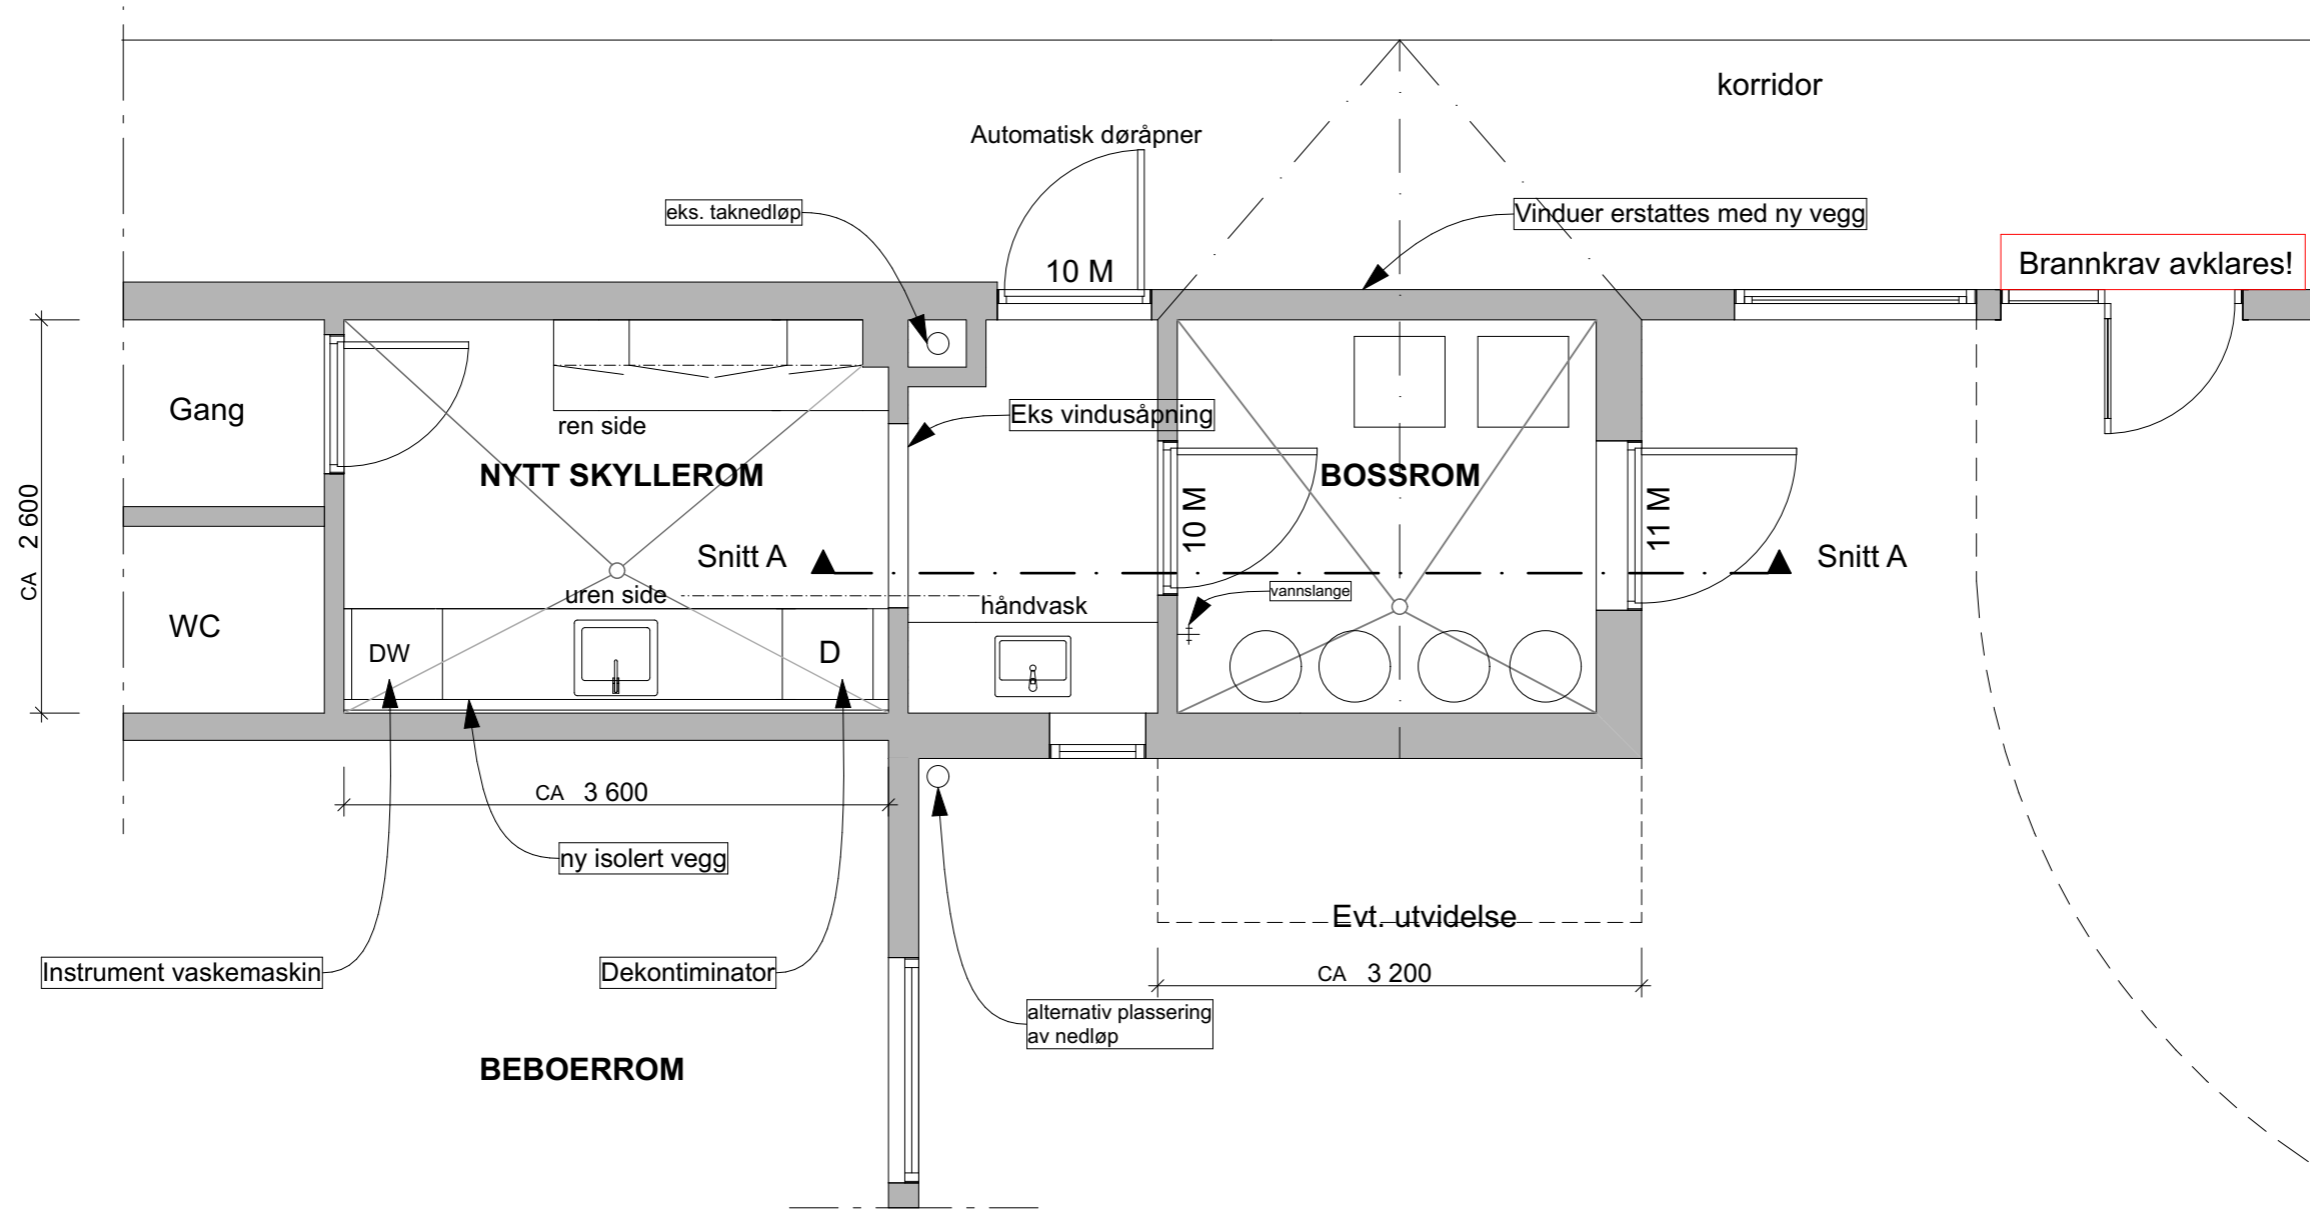 korridor
Automatisk døråpner
eks. taknedløp
Vinduer erstattes med ny vegg
10 M
Brannkrav avklares!
Gang
ren side
Eks vindusåpning
NYTT SKYLLEROM
BOSSROM
CA 2 600
10 M
11 M
Snitt A
Snitt A
uren side
håndvask
vannslange
WC
DW
D
CA 3 600
ny isolert vegg
Evt. utvidelse
Instrument vaskemaskin
Dekontiminator
CA 3 200
alternativ plassering
av nedløp
BEBOERROM